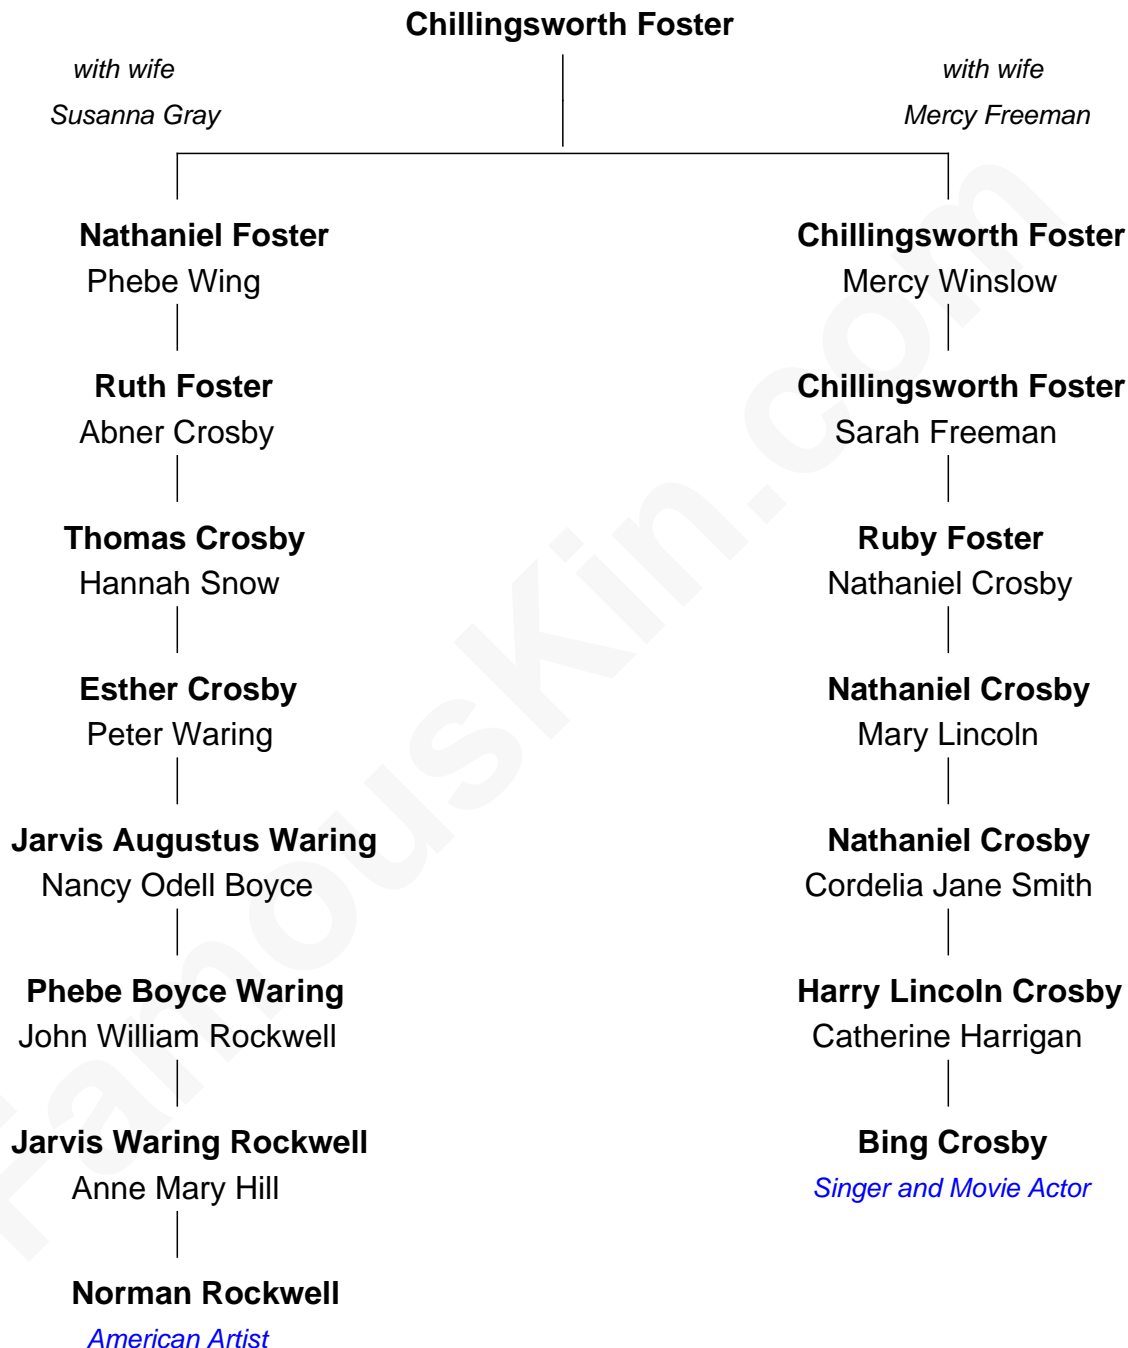 Chillingsworth Foster
with wife
Susanna Gray
with wife
Mercy Freeman
Nathaniel Foster
Phebe Wing
Chillingsworth Foster
Mercy Winslow
Ruth Foster
Abner Crosby
Chillingsworth Foster
Sarah Freeman
Thomas Crosby
Hannah Snow
Ruby Foster
Nathaniel Crosby
Esther Crosby
Peter Waring
Nathaniel Crosby
Mary Lincoln
Jarvis Augustus Waring
Nancy Odell Boyce
Nathaniel Crosby
Cordelia Jane Smith
Phebe Boyce Waring
John William Rockwell
Harry Lincoln Crosby
Catherine Harrigan
Jarvis Waring Rockwell
Anne Mary Hill
Bing Crosby
Singer and Movie Actor
Norman Rockwell
American Artist
FamousKin.com